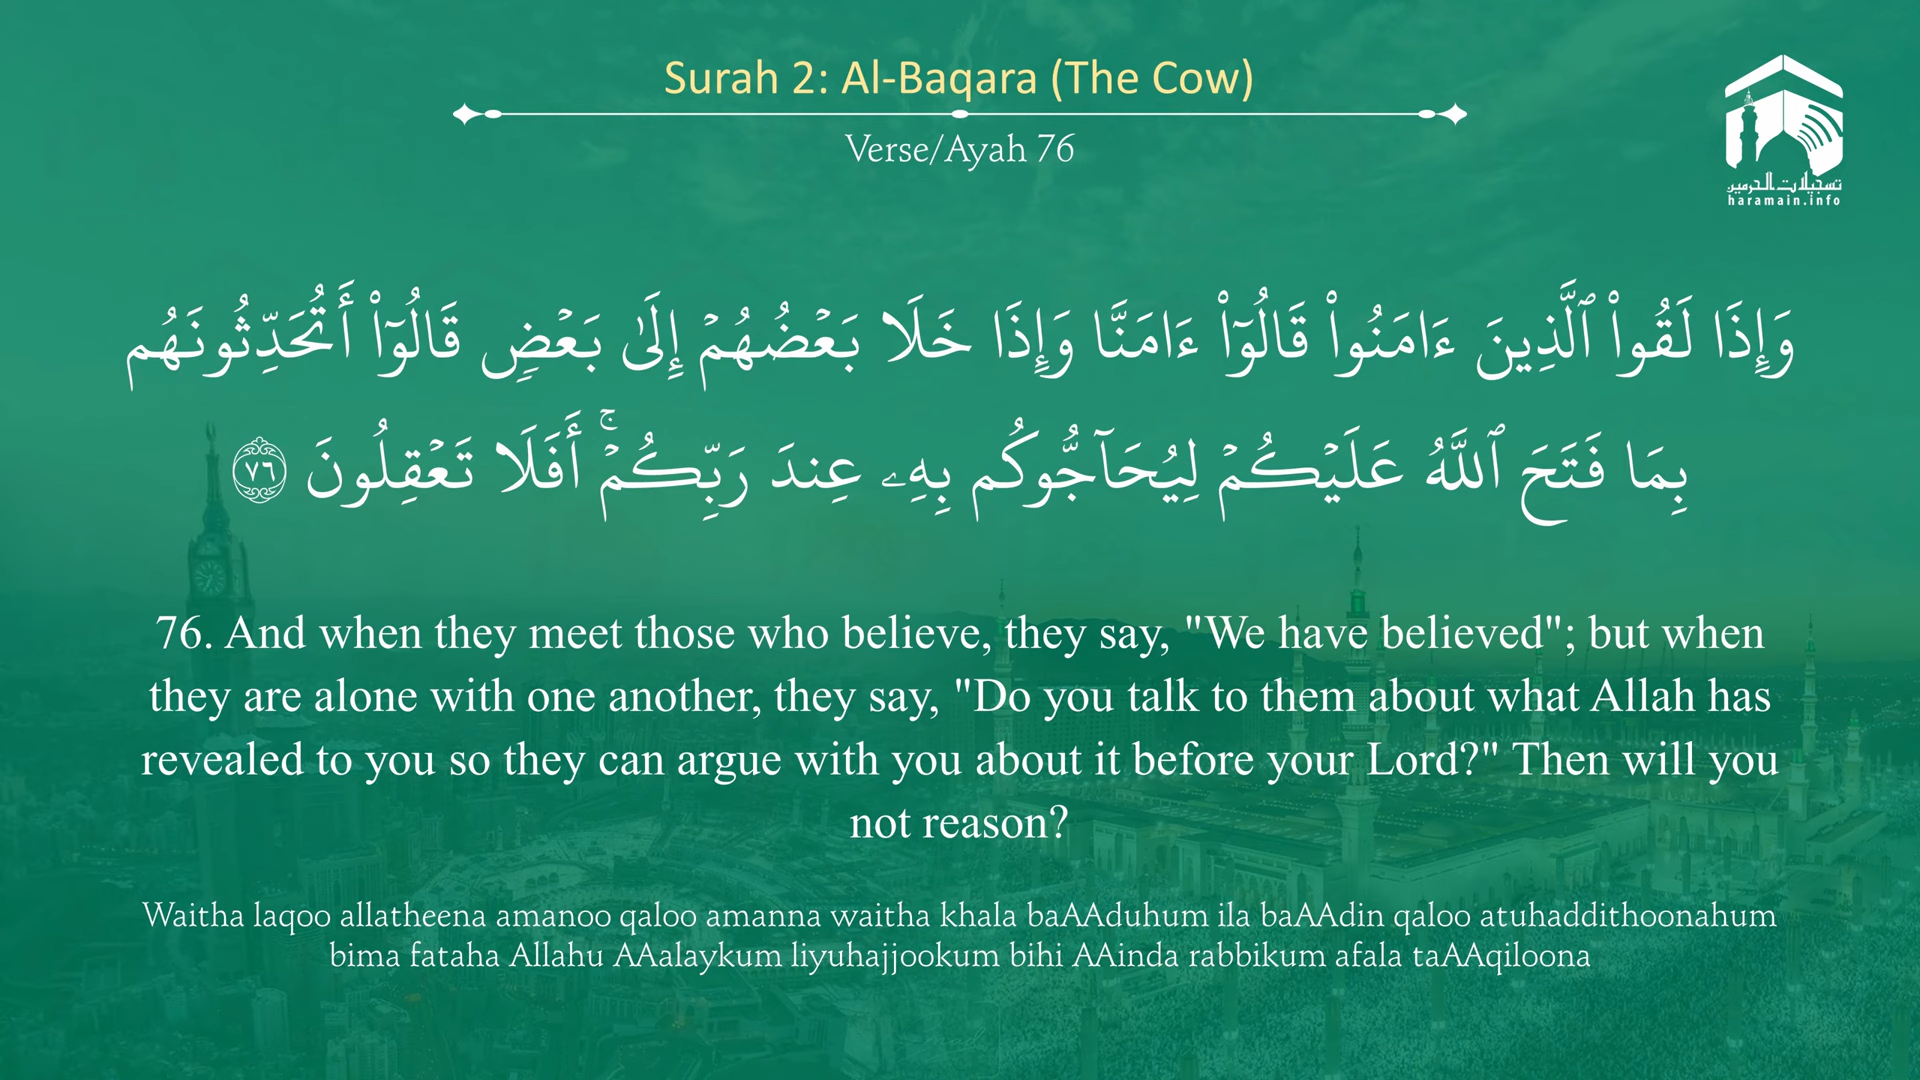 Surah 2: Al-Baqara (The Cow)
Verse/Ayah 76
تسجيلات الحرمين
haramain.info
وَإِذَا لَقُوا۟ ٱلَّذِينَ ءَامَنُوا۟ قَالُوٓا۟ ءَامَنَّا وَإِذَا خَلَا بَعْضُهُمْ إِلَىٰ بَعْضٍ قَالُوٓا۟ أَتُحَدِّثُونَهُم
بِمَا فَتَحَ ٱللَّهُ عَلَيْكُمْ لِيُحَآجُّوكُم بِهِۦ عِندَ رَبِّكُمْ ۚ أَفَلَا تَعْقِلُونَ ٧٦
76. And when they meet those who believe, they say, "We have believed"; but when
they are alone with one another, they say, "Do you talk to them about what Allah has
revealed to you so they can argue with you about it before your Lord?" Then will you
not reason?
Waitha laqoo allatheena amanoo qaloo amanna waitha khala baAAduhum ila baAAdin qaloo atuhaddithoonahum
bima fataha Allahu AAalaykum liyuhajjookum bihi AAinda rabbikum afala taAAqiloona